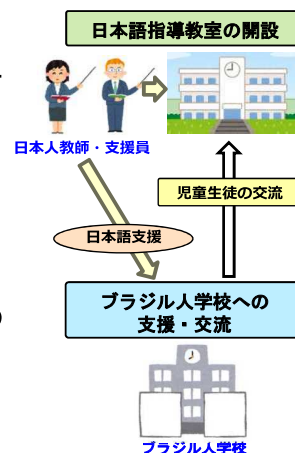 日本語指導教室の開設
日本人教師・支援員
児童生徒の交流
日本語支援
ブラジル人学校への
支援・交流
ブラジル人学校